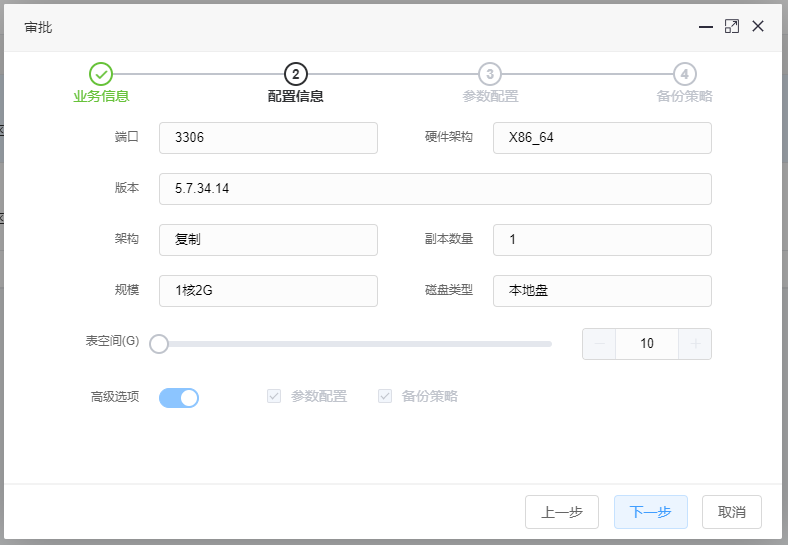 审批
2 3 4
业务信息 配置信息 参数配置 备份策略
端口 3306 硬件架构 X86_64
版本 5.7.34.14
架构 复制 副本数量 1
规模 1核2G 磁盘类型 本地盘
表空间(G) 10
高级选项 参数配置 备份策略
上一步 下一步 取消